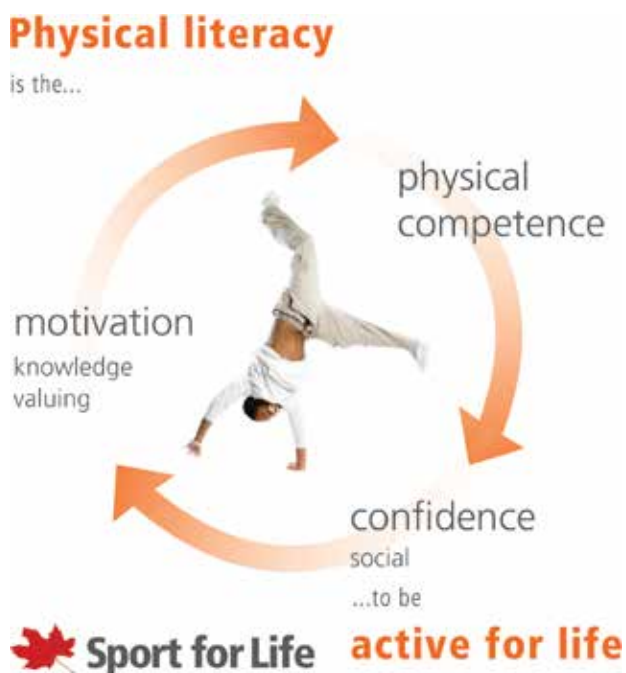 Physical literacy
is the...
physical
competence
motivation
knowledge
valuing
confidence
social
...to be
active for life
Sport for Life